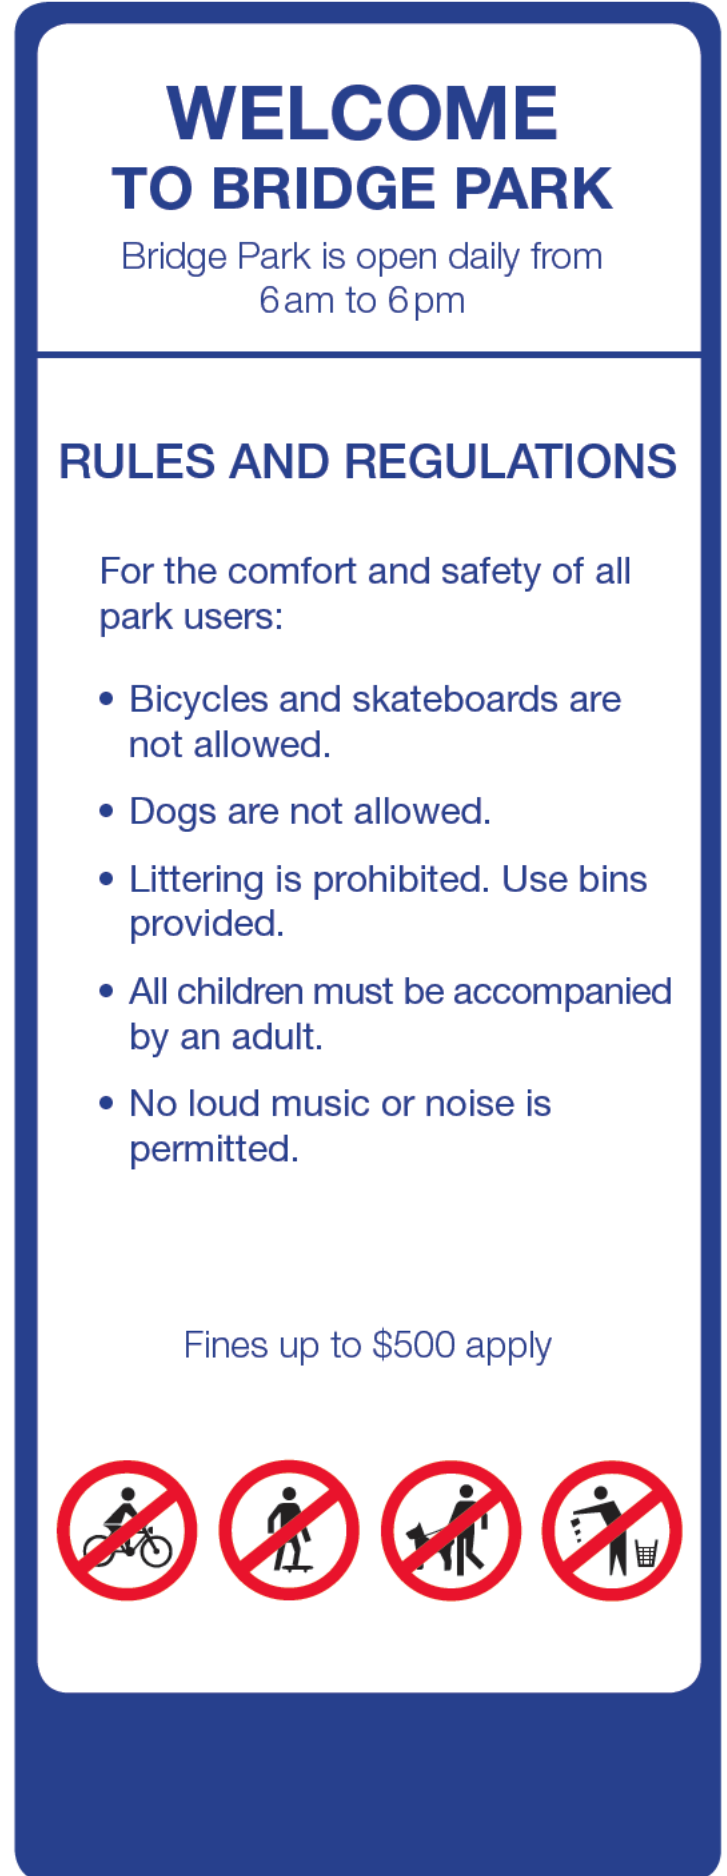 WELCOME
TO BRIDGE PARK
Bridge Park is open daily from
6am to 6pm
RULES AND REGULATIONS
For the comfort and safety of all
park users:
• Bicycles and skateboards are
not allowed.
• Dogs are not allowed.
• Littering is prohibited. Use bins
provided.
• All children must be accompanied
by an adult.
• No loud music or noise is
permitted.
Fines up to $500 apply